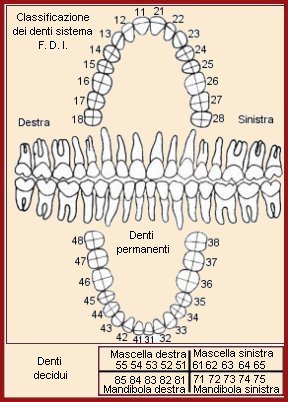 Classificazione
dei denti sistema
F. D. I.
11 21
12 22
13 23
14 24
15 25
16 26
17 27
18 28
Destra Sinistra
Denti
permanenti
48 38
47 37
46 36
45 35
44 34
43 33
42 41 31 32
Denti
decidui
Mascella destra Mascella sinistra
55 54 53 52 51 61 62 63 64 65
85 84 83 82 81 71 72 73 74 75
Mandibola destra Mandibola sinistra